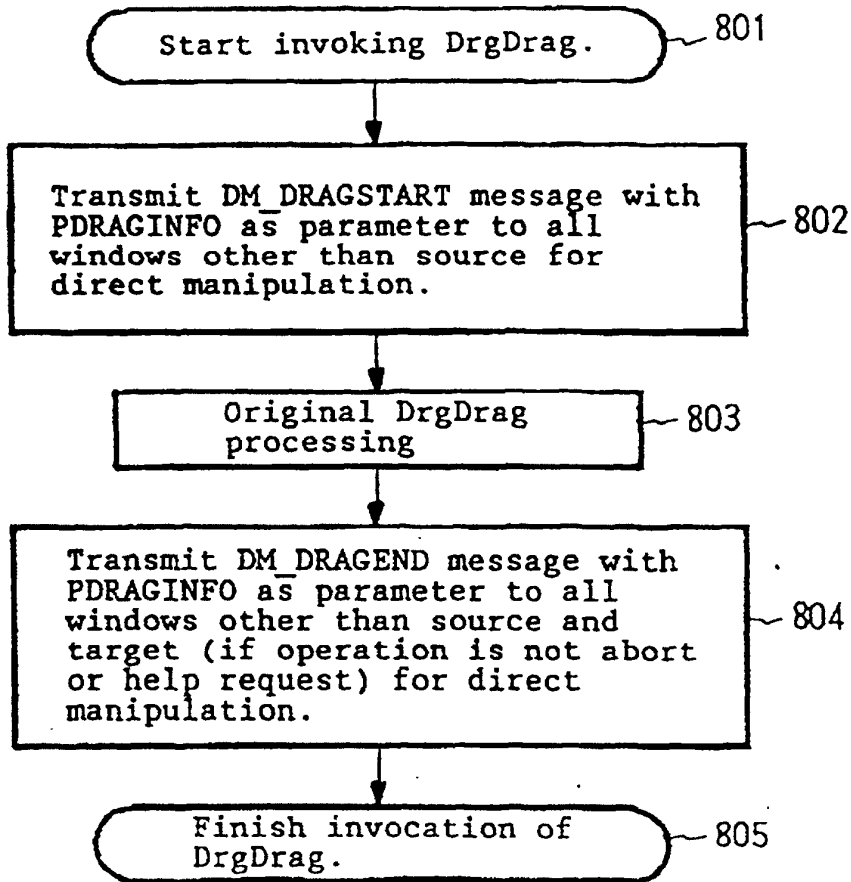 Start invoking DrgDrag.
801
Transmit DM_DRAGSTART message with
PDRAGINFO as parameter to all
windows other than source for
direct manipulation.
802
Original DrgDrag
processing
803
Transmit DM_DRAGEND message with
PDRAGINFO as parameter to all
windows other than source and
target (if operation is not abort
or help request) for direct
manipulation.
804
Finish invocation of
DrgDrag.
805